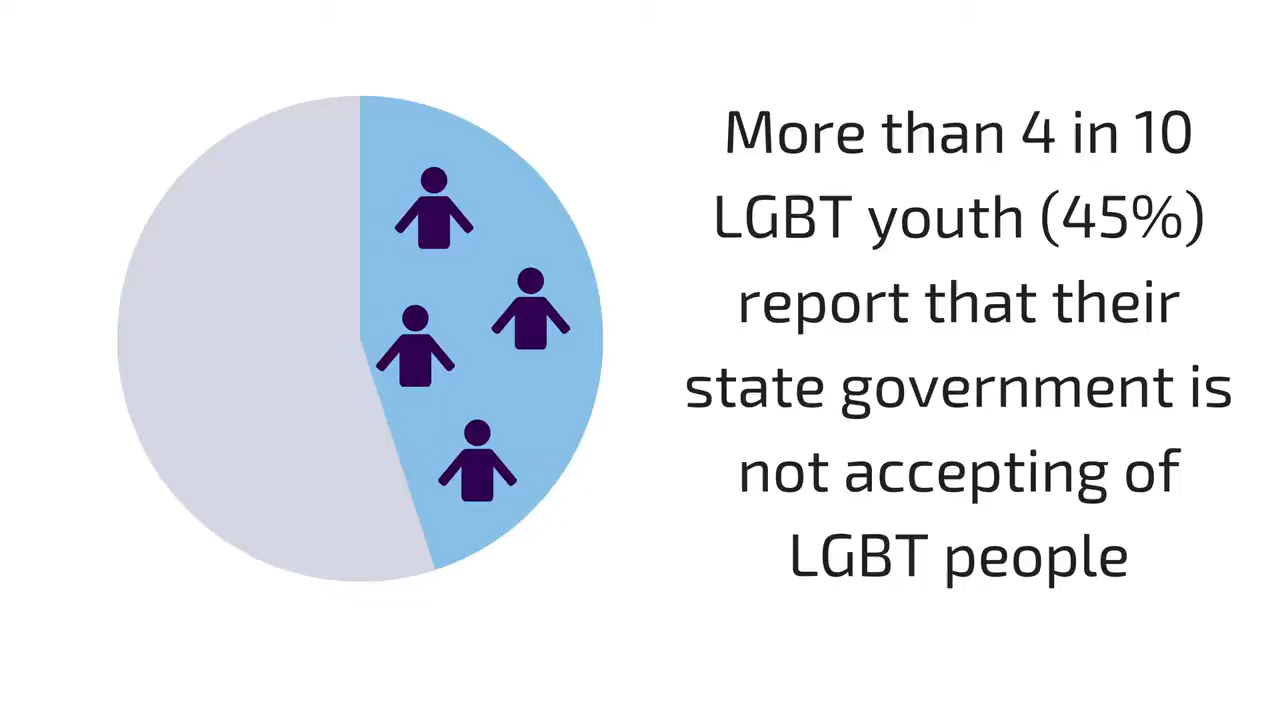 More than 4 in 10
LGBT youth (45%)
report that their
state government is
not accepting of
LGBT people